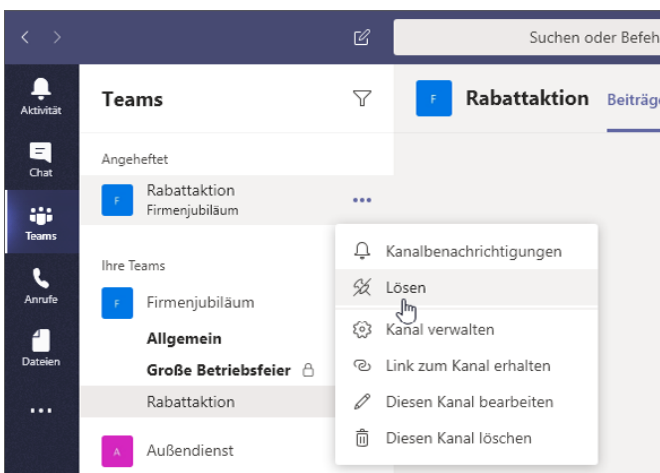 Suchen oder Befeh
Aktivität
Chat
Teams
Anrufe
Dateien
Teams
Angeheftet
F
Rabattaktion
Firmenjubiläum
Ihre Teams
F
Firmenjubiläum
Allgemein
Große Betriebsfeier
Rabattaktion
A
Außendienst
F
Rabattaktion Beiträge
Kanalbenachrichtigungen
Lösen
Kanal verwalten
Link zum Kanal erhalten
Diesen Kanal bearbeiten
Diesen Kanal löschen